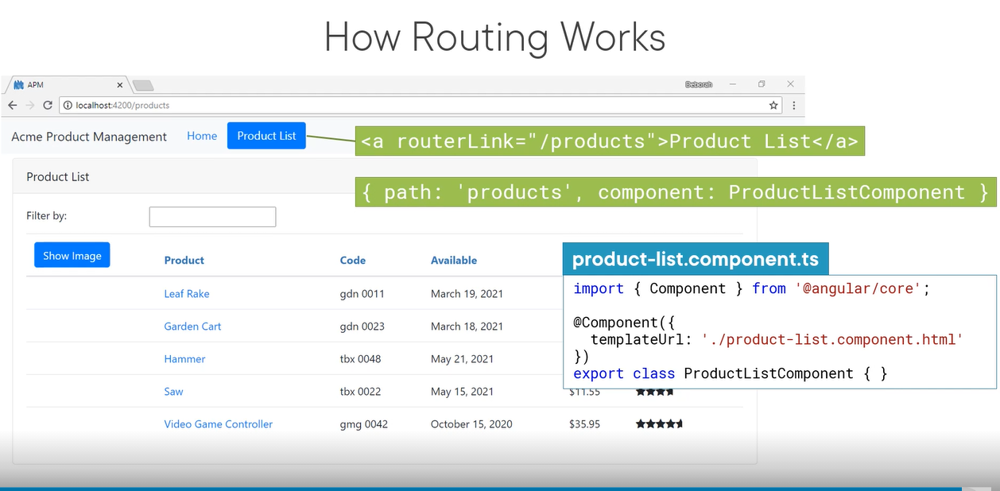 How Routing Works
APM
Deborah
localhost:4200/products
Acme Product Management Home Product List
<a routerLink="/products">Product List</a>
Product List
{ path: 'products', component: ProductListComponent }
Filter by:
Show Image Product Code Available
product-list.component.ts
import { Component } from '@angular/core';
@Component({
templateUrl: './product-list.component.html'
})
export class ProductListComponent { }
Leaf Rake gdn 0011 March 19, 2021
Garden Cart gdn 0023 March 18, 2021
Hammer tbx 0048 May 21, 2021
Saw tbx 0022 May 15, 2021 $11.55
Video Game Controller gmg 0042 October 15, 2020 $35.95